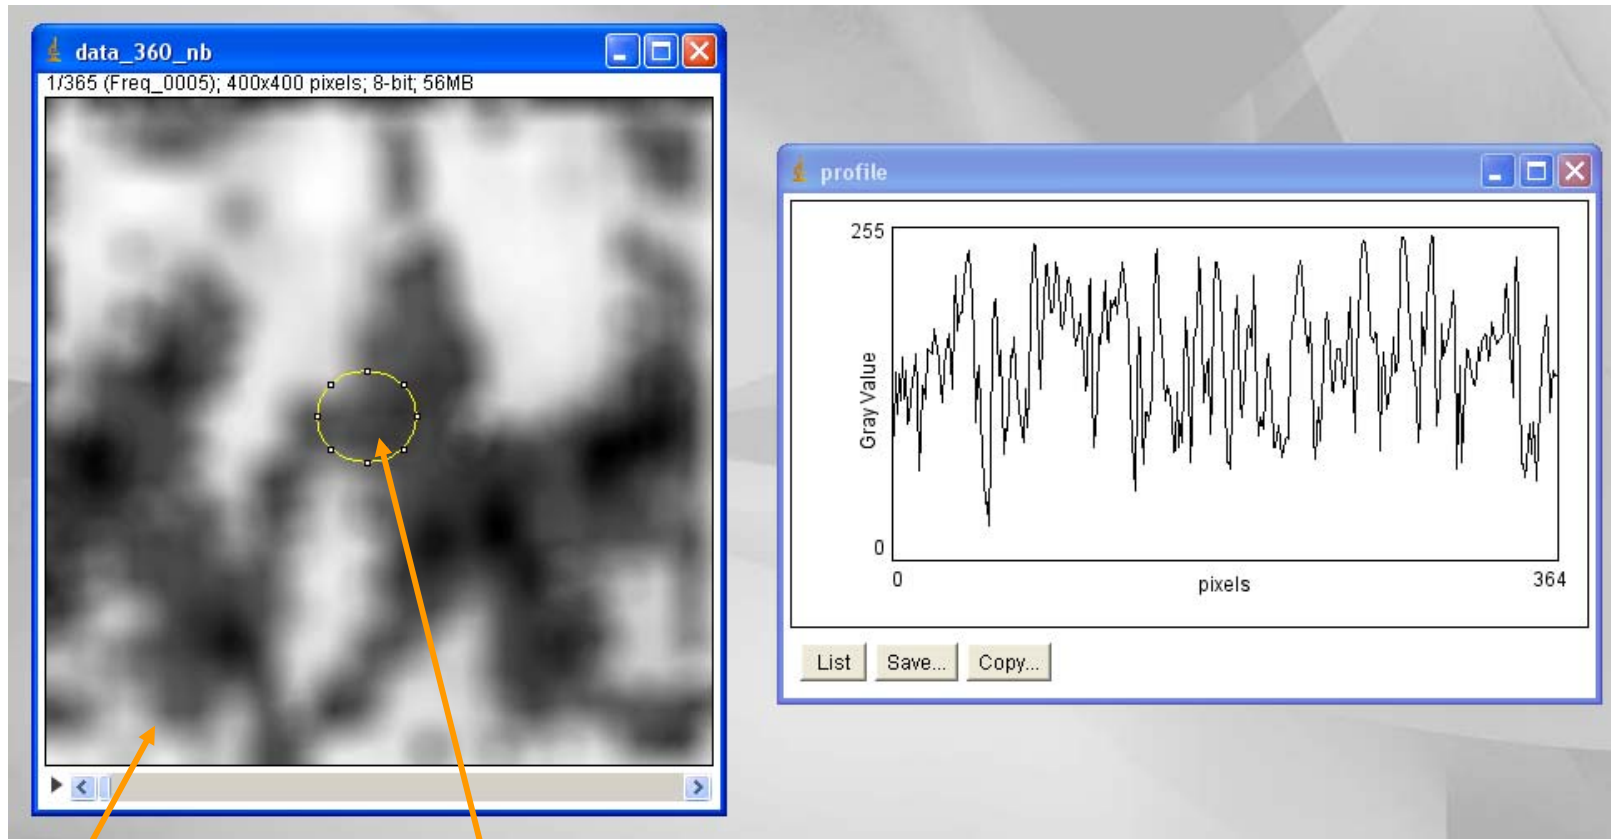 data_360_nb
1/365 (Freq_0005); 400x400 pixels; 8-bit; 56MB
profile
255
Gray Value
0
0
pixels
364
List
Save...
Copy...